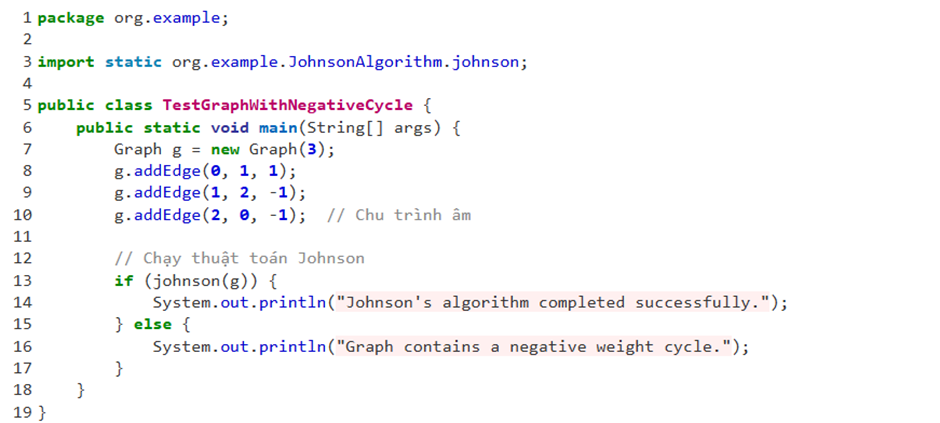 1 package org.example;
2
3 import static org.example.JohnsonAlgorithm.johnson;
4
5 public class TestGraphWithNegativeCycle {
6     public static void main(String[] args) {
7         Graph g = new Graph(3);
8         g.addEdge(0, 1, 1);
9         g.addEdge(1, 2, -1);
10         g.addEdge(2, 0, -1);  // Chu trình âm
11
12         // Chạy thuật toán Johnson
13         if (johnson(g)) {
14             System.out.println("Johnson's algorithm completed successfully.");
15         } else {
16             System.out.println("Graph contains a negative weight cycle.");
17         }
18     }
19 }